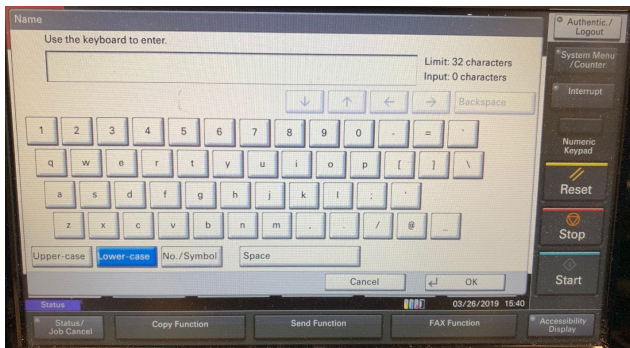 Name
Use the keyboard to enter.
Limit: 32 characters
Input: 0 characters
↓ ↑ ← → Backspace
1 2 3 4 5 6 7 8 9 0 - = `
q w e r t y u i o p [ ] \
a s d f g h j k l ; '
z x c v b n m , . / @ _
Upper-case Lower-case No./Symbol Space
Cancel OK
Status 03/26/2019 15:40
Status/
Job Cancel
Copy Function
Send Function
FAX Function
Authentic./
Logout
System Menu
/Counter
Interrupt
Numeric
Keypad
Reset
Stop
Start
Accessibility
Display